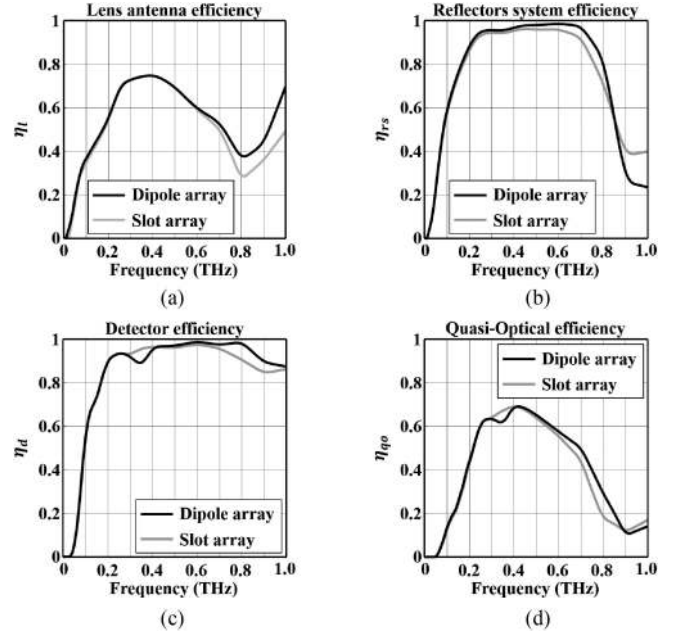 Lens antenna efficiency
1
0.8
0.6
0.4
0.2
0
ηl
Dipole array
Slot array
0 0.2 0.4 0.6 0.8 1.0
Frequency (THz)
(a)
Reflectors system efficiency
1
0.8
0.6
0.4
0.2
0
ηrs
Dipole array
Slot array
0 0.2 0.4 0.6 0.8 1.0
Frequency (THz)
(b)
Detector efficiency
1
0.8
0.6
0.4
0.2
0
ηd
Dipole array
Slot array
0 0.2 0.4 0.6 0.8 1.0
Frequency (THz)
(c)
Quasi-Optical efficiency
1
0.8
0.6
0.4
0.2
0
ηqo
Dipole array
Slot array
0 0.2 0.4 0.6 0.8 1.0
Frequency (THz)
(d)